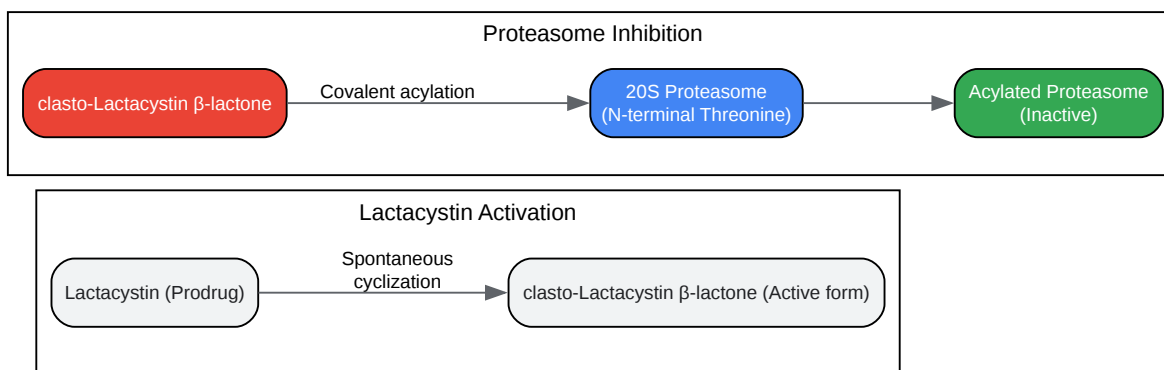 Proteasome Inhibition
clasto-Lactacystin β-lactone
Covalent acylation
20S Proteasome
(N-terminal Threonine)
Acylated Proteasome
(Inactive)
Lactacystin Activation
Lactacystin (Prodrug)
Spontaneous
cyclization
clasto-Lactacystin β-lactone (Active form)